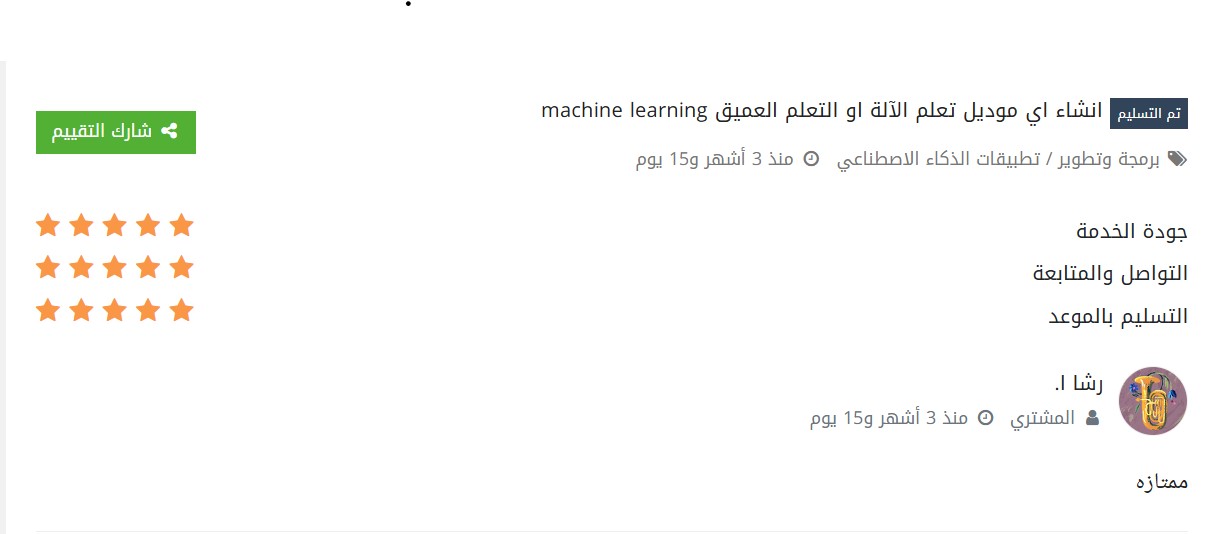 تم التسليم انشاء اي موديل تعلم الآلة او التعلم العميق machine learning
شارك التقييم
برمجة وتطوير / تطبيقات الذكاء الاصطناعي منذ 3 أشهر و15 يوم
جودة الخدمة
التواصل والمتابعة
التسليم بالموعد
رشا ا.
المشتري منذ 3 أشهر و15 يوم
ممتازه